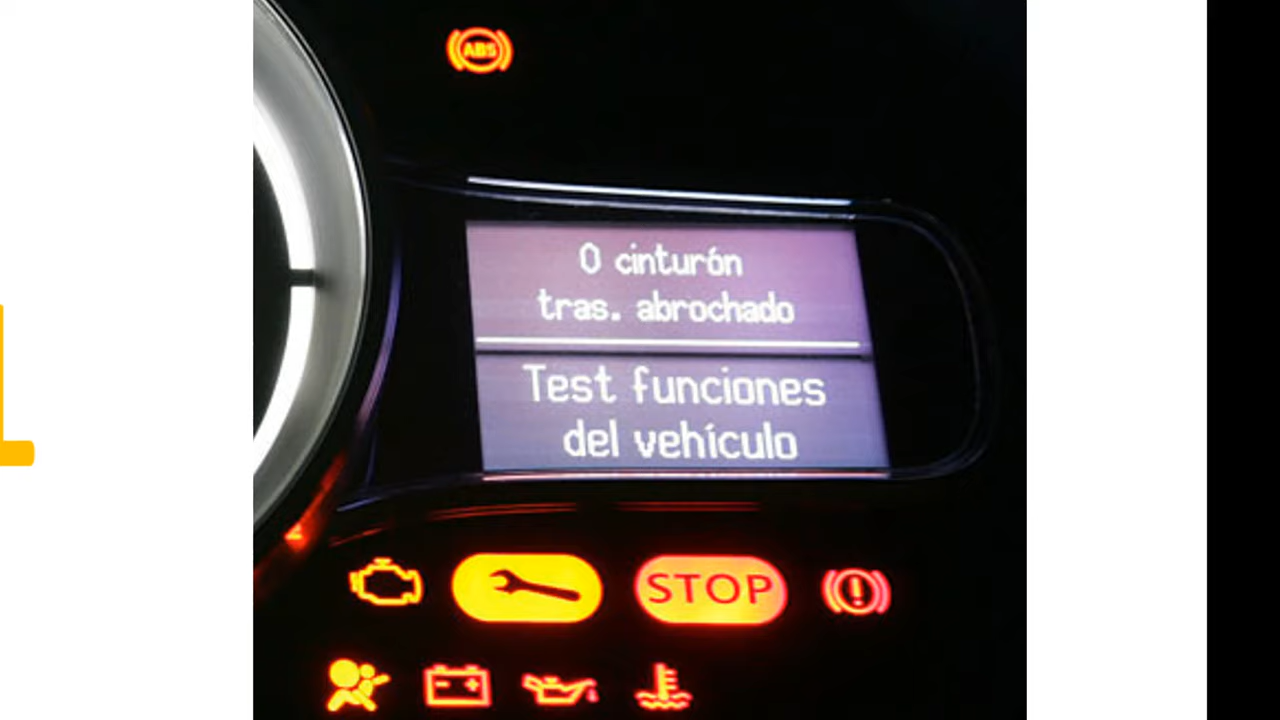 ABS
0 cinturón
tras. abrochado
Test funciones
del vehículo
STOP